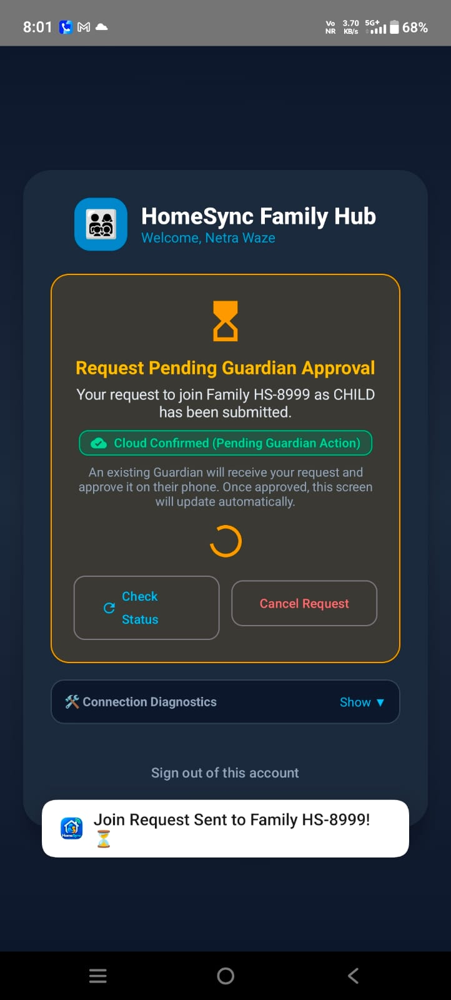 8:01
Vo NR 3.70 KB/s 5G+ 68%
HomeSync Family Hub
Welcome, Netra Waze
Request Pending Guardian Approval
Your request to join Family HS-8999 as CHILD
has been submitted.
Cloud Confirmed (Pending Guardian Action)
An existing Guardian will receive your request and
approve it on their phone. Once approved, this screen
will update automatically.
Check
Status
Cancel Request
🛠️ Connection Diagnostics
Show ▼
Sign out of this account
HomeSync
Join Request Sent to Family HS-8999!
⏳